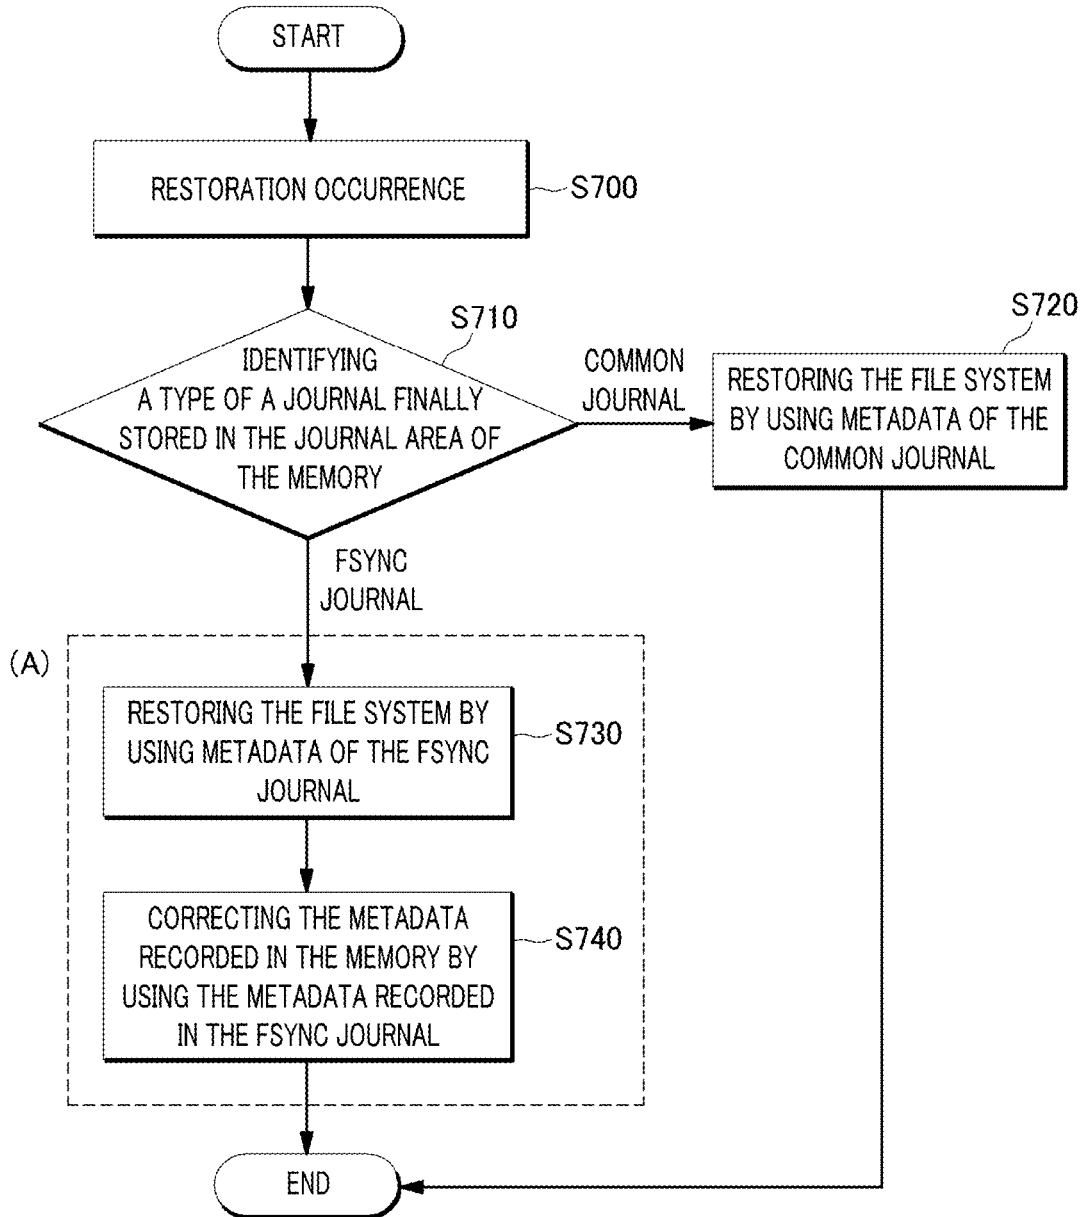 START
RESTORATION OCCURRENCE
S700
S710
IDENTIFYING
A TYPE OF A JOURNAL FINALLY
STORED IN THE JOURNAL AREA OF
THE MEMORY
COMMON
JOURNAL
S720
RESTORING THE FILE SYSTEM
BY USING METADATA OF THE
COMMON JOURNAL
FSYNC
JOURNAL
(A)
RESTORING THE FILE SYSTEM BY
USING METADATA OF THE FSYNC
JOURNAL
S730
CORRECTING THE METADATA
RECORDED IN THE MEMORY BY
USING THE METADATA RECORDED
IN THE FSYNC JOURNAL
S740
END